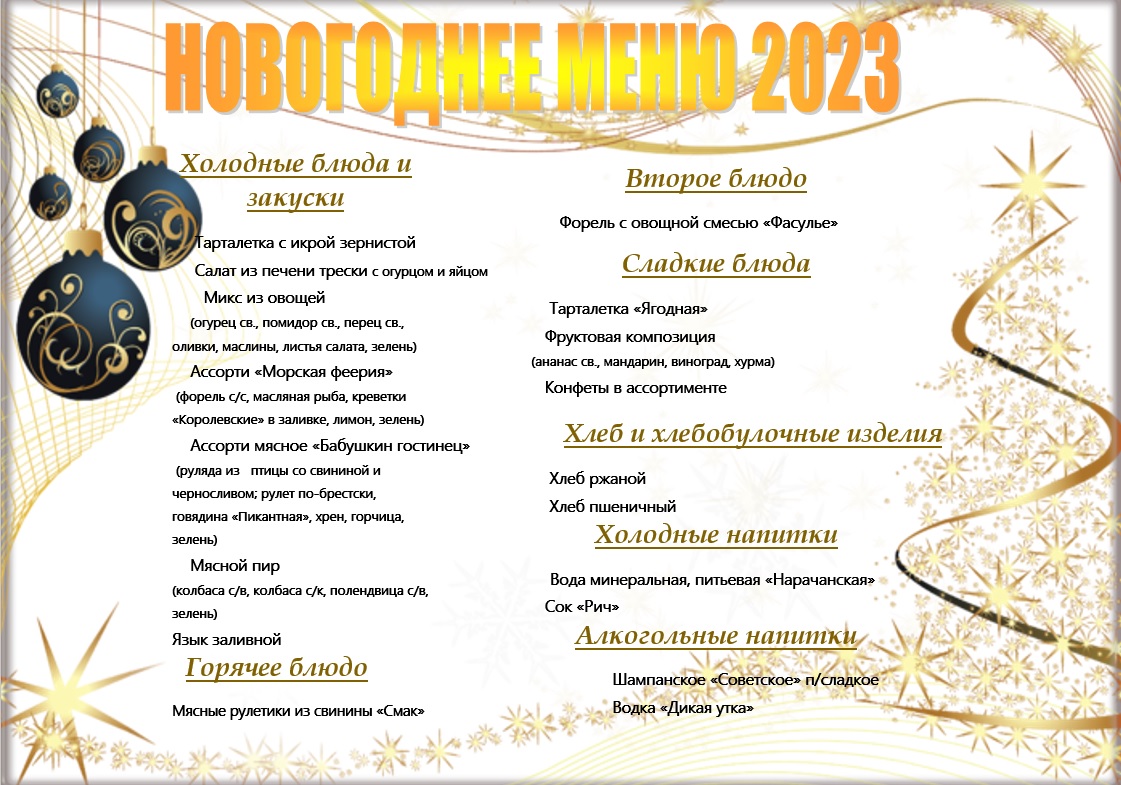 НОВОГОДНЕЕ МЕНЮ 2023
Холодные блюда и
закуски
Тарталетка с икрой зернистой
Салат из печени трески с огурцом и яйцом
Микс из овощей
(огурец св., помидор св., перец св.,
оливки, маслины, листья салата, зелень)
Ассорти «Морская феерия»
(форель с/с, масляная рыба, креветки
«Королевские» в заливке, лимон, зелень)
Ассорти мясное «Бабушкин гостинец»
(руляда из птицы со свининой и
черносливом; рулет по-брестски,
говядина «Пикантная», хрен, горчица,
зелень)
Мясной пир
(колбаса с/в, колбаса с/к, полендвица с/в,
зелень)
Язык заливной
Горячее блюдо
Мясные рулетики из свинины «Смак»
Второе блюдо
Форель с овощной смесью «Фасулье»
Сладкие блюда
Тарталетка «Ягодная»
Фруктовая композиция
(ананас св., мандарин, виноград, хурма)
Конфеты в ассортименте
Хлеб и хлебобулочные изделия
Хлеб ржаной
Хлеб пшеничный
Холодные напитки
Вода минеральная, питьевая «Нарачанская»
Сок «Рич»
Алкогольные напитки
Шампанское «Советское» п/сладкое
Водка «Дикая утка»